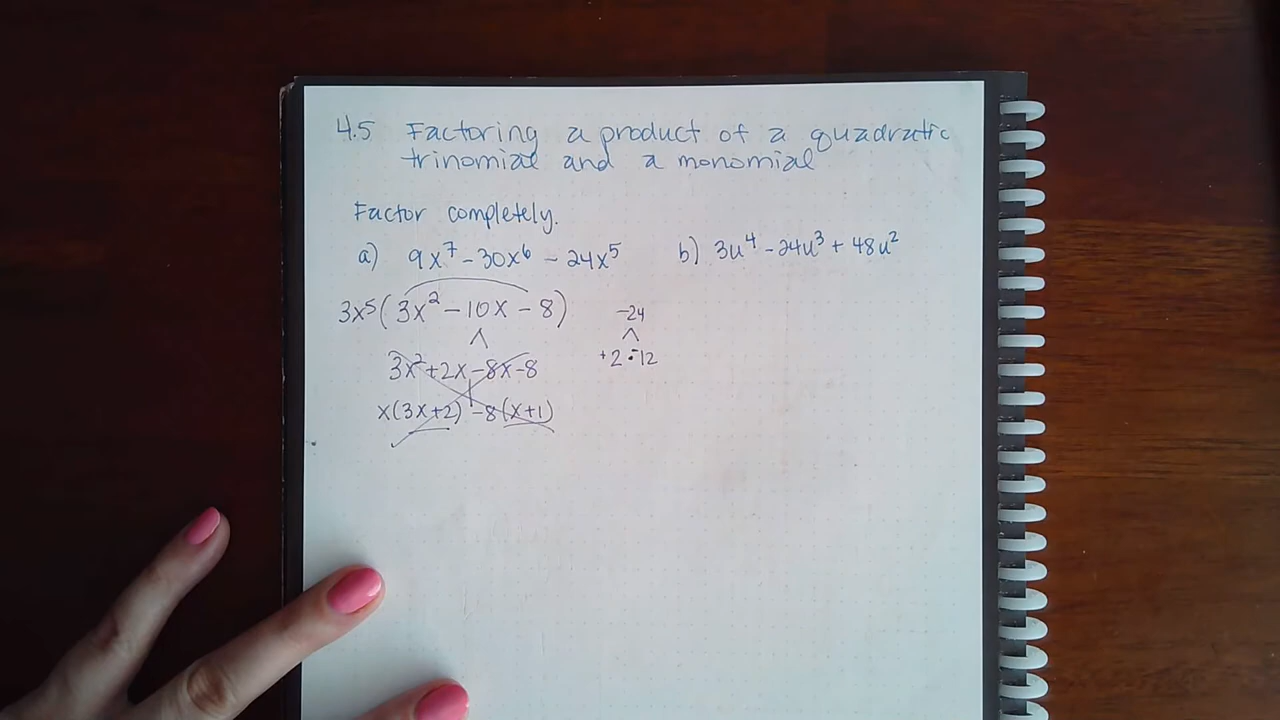 4.5 Factoring a product of a quadratic
trinomial and a monomial
Factor completely.
a) 9x⁷ - 30x⁶ - 24x⁵
b) 3u⁴ - 24u³ + 48u²
3x⁵(3x² - 10x - 8)
-24
+2 · -12
3x² + 2x - 8x - 8
x(3x+2) - 8(x+1)